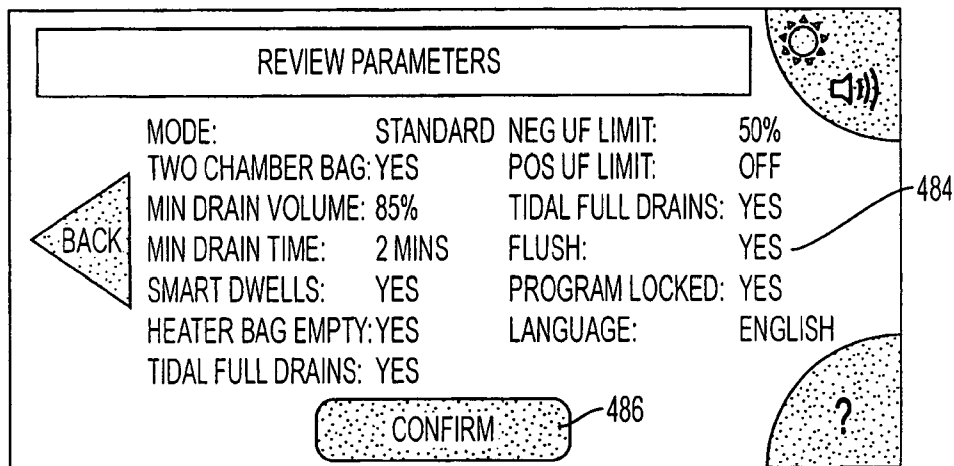 REVIEW PARAMETERS
MODE: STANDARD NEG UF LIMIT: 50%
TWO CHAMBER BAG: YES POS UF LIMIT: OFF
MIN DRAIN VOLUME: 85% TIDAL FULL DRAINS: YES
MIN DRAIN TIME: 2 MINS FLUSH: YES
SMART DWELLS: YES PROGRAM LOCKED: YES
HEATER BAG EMPTY: YES LANGUAGE: ENGLISH
TIDAL FULL DRAINS: YES
BACK
CONFIRM
?
484
486